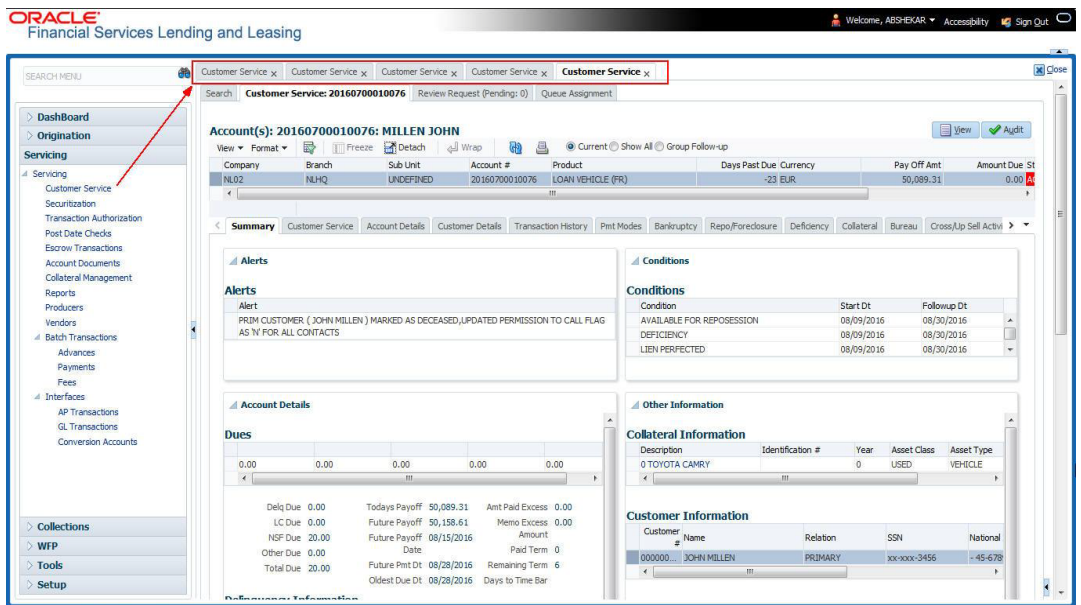 ORACLE
Financial Services Lending and Leasing
Welcome, ABSHEKAR Accessibility Sign Out
Close
SEARCH MENU
Customer Service x Customer Service x Customer Service x Customer Service x Customer Service x
Search Customer Service: 20160700010076 Review Request (Pending: 0) Queue Assignment
DashBoard
Origination
Servicing
Servicing
Customer Service
Securitization
Transaction Authorization
Post Date Checks
Escrow Transactions
Account Documents
Collateral Management
Reports
Producers
Vendors
Batch Transactions
Advances
Payments
Fees
Interfaces
AP Transactions
GL Transactions
Conversion Accounts
Collections
WFP
Tools
Setup
Account(s): 20160700010076: MILLEN JOHN
View Audit
View Format Freeze Detach Wrap Current Show All Group Follow-up
Company Branch Sub Unit Account # Product Days Past Due Currency Pay Off Amt Amount Due St
NL02 NLHQ UNDEFINED 20160700010076 LOAN VEHICLE (FR) -23 EUR 50,089.31 0.00
Summary Customer Service Account Details Customer Details Transaction History Pmt Modes Bankruptcy Repo/Foreclosure Deficiency Collateral Bureau Cross/Up Sell Activi
Alerts
Alerts
Alert
PRIM CUSTOMER ( JOHN MILLEN ) MARKED AS DECEASED,UPDATED PERMISSION TO CALL FLAG
AS 'N' FOR ALL CONTACTS
Conditions
Conditions
Condition Start Dt Followup Dt
AVAILABLE FOR REPOSESSION 08/09/2016 08/30/2016
DEFICIENCY 08/09/2016 08/30/2016
LIEN PERFECTED 08/09/2016 08/30/2016
Account Details
Dues
0.00 0.00 0.00 0.00 0.00
Delq Due 0.00 Todays Payoff 50,089.31 Amt Paid Excess 0.00
LC Due 0.00 Future Payoff 50,158.61 Memo Excess 0.00
Amount
NSF Due 20.00 Future Payoff 08/15/2016
Date
Other Due 0.00 Paid Term 0
Total Due 20.00 Future Pmt Dt 08/28/2016 Remaining Term 6
Oldest Due Dt 08/28/2016 Days to Time Bar
Delinquency Information
Other Information
Collateral Information
Description Identification # Year Asset Class Asset Type
0 TOYOTA CAMRY 0 USED VEHICLE
Customer Information
Customer # Name Relation SSN National
000000... JOHN MILLEN PRIMARY xx-xxx-3456 -45-678